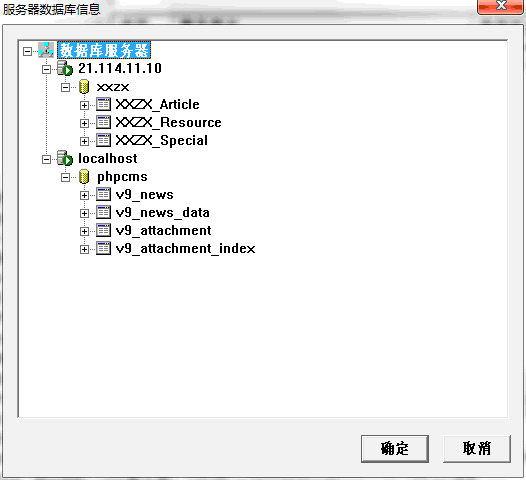 服务器数据库信息
数据库服务器
21.114.11.10
xxzx
XXZX_Article
XXZX_Resource
XXZX_Special
localhost
phpcms
v9_news
v9_news_data
v9_attachment
v9_attachment_index
确定
取消